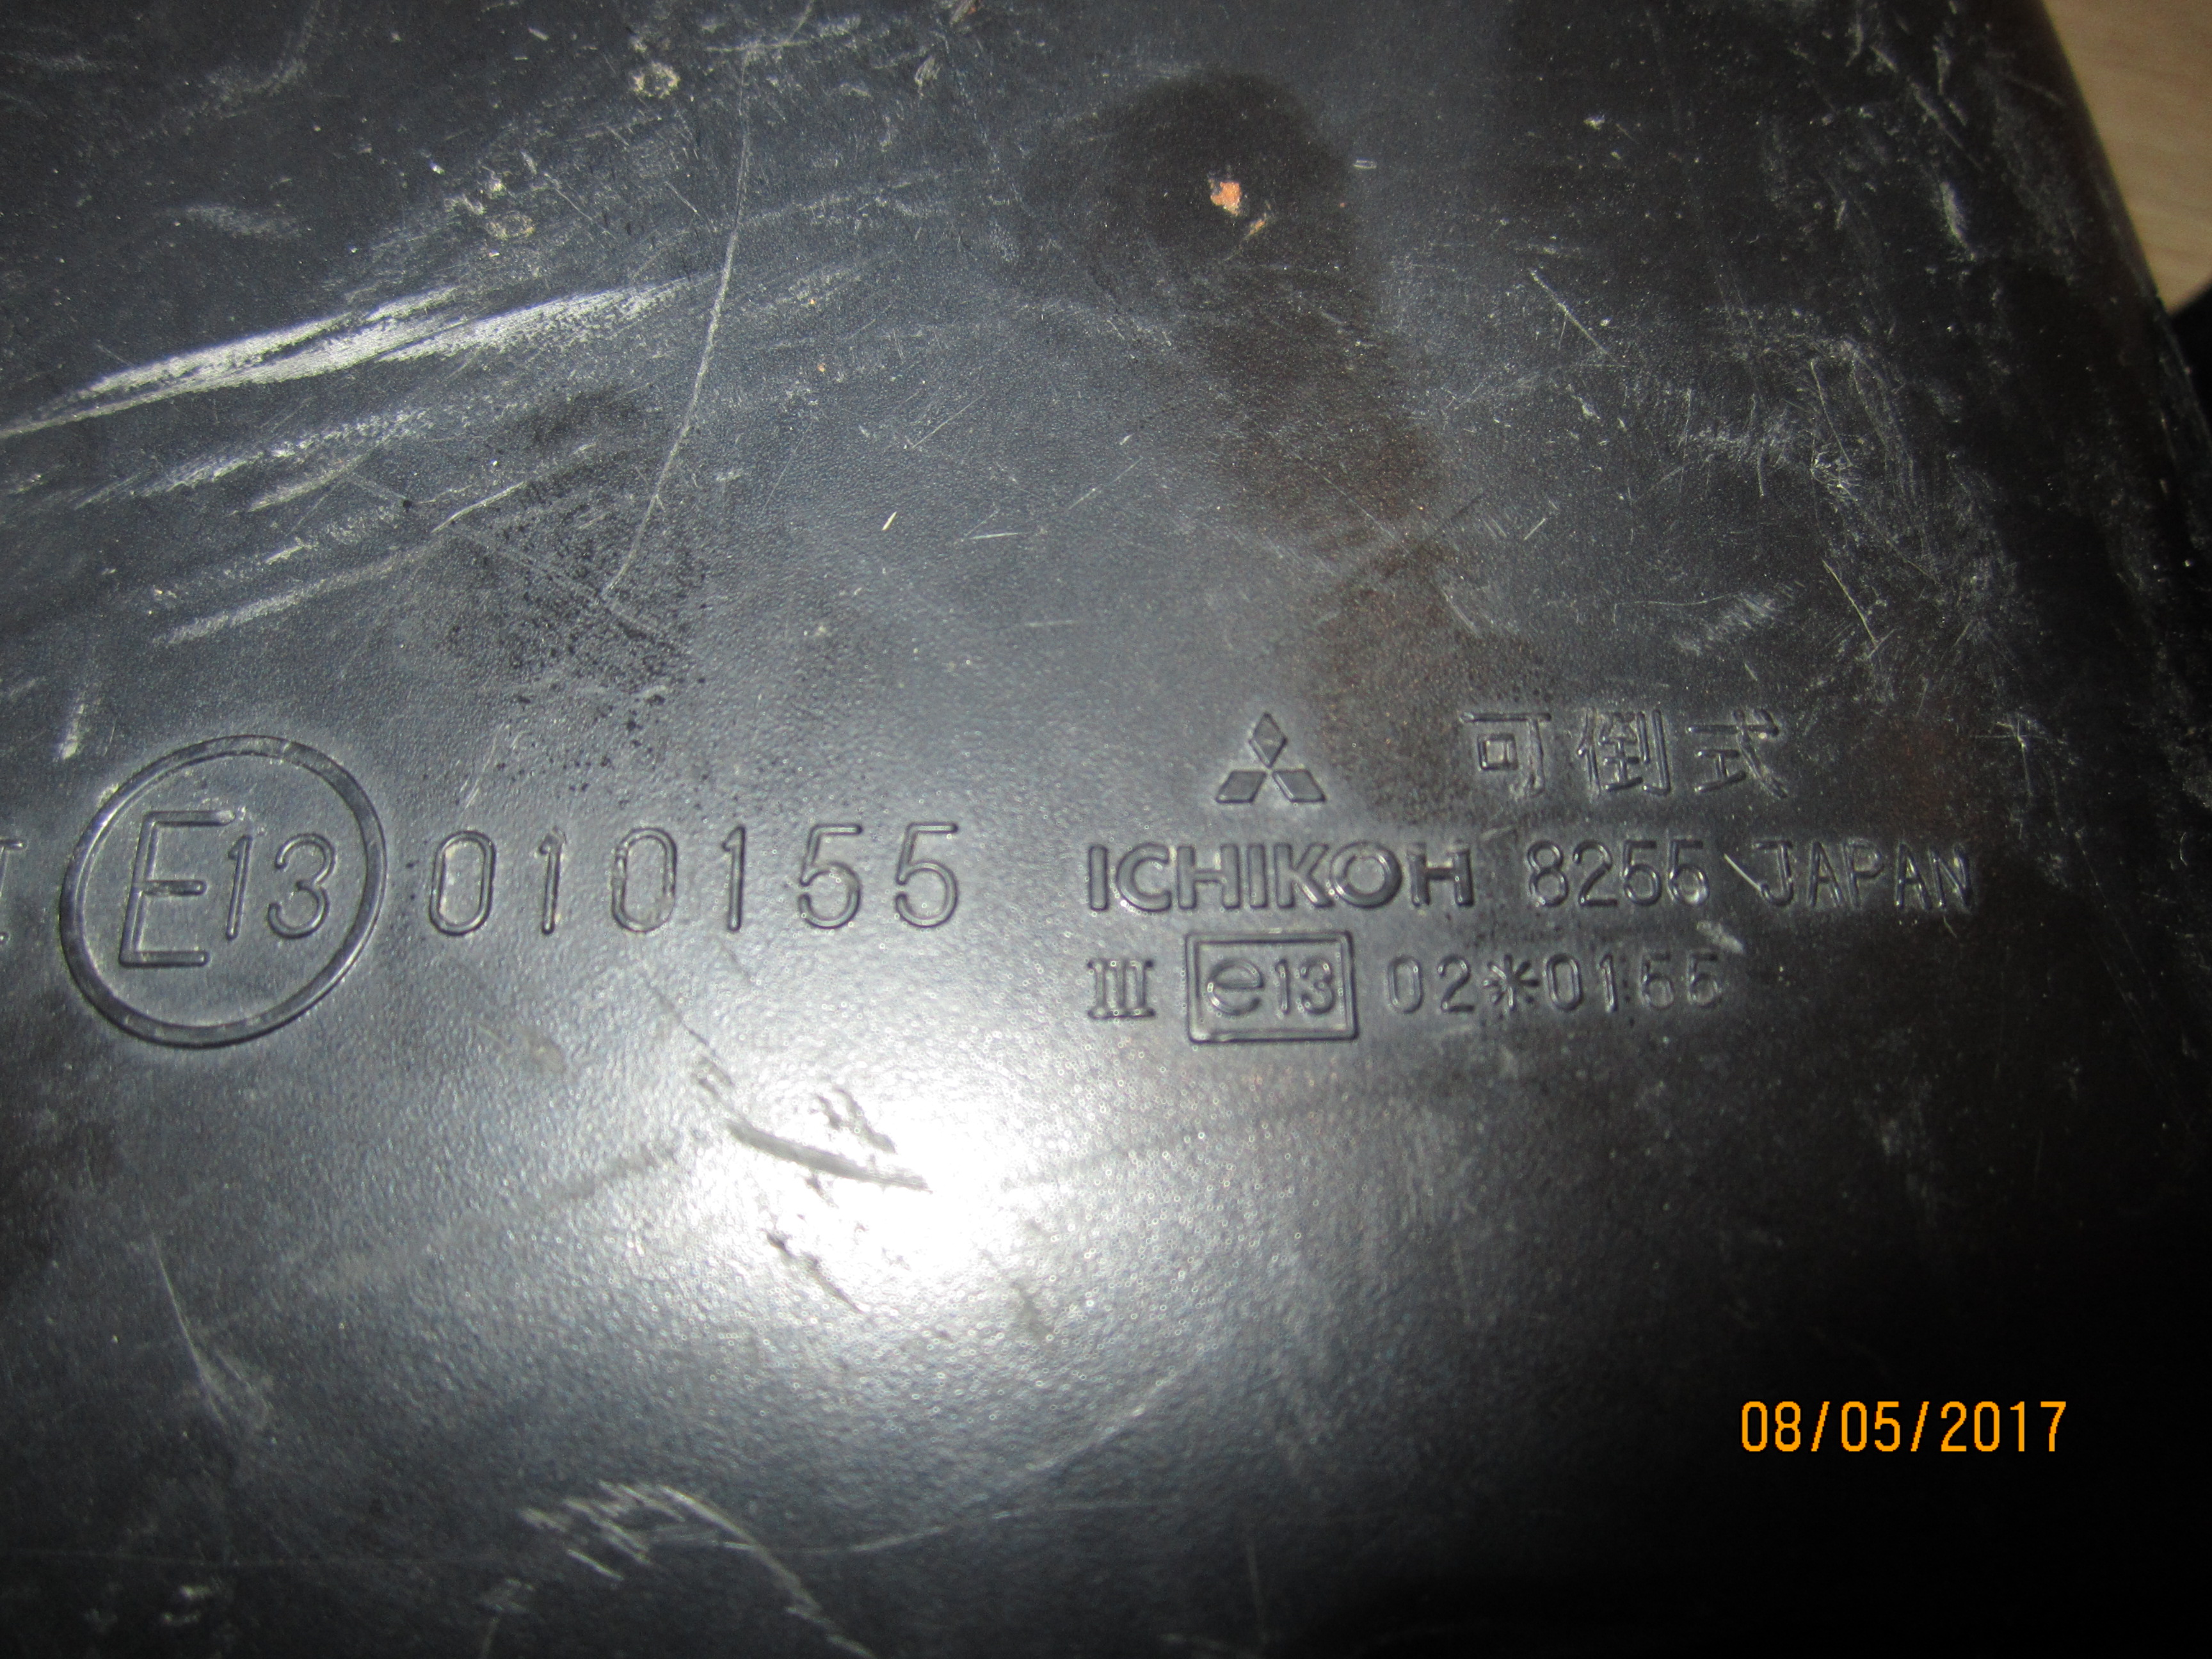 可倒式
E13 010155
ICHIKOH 8255 JAPAN
III e13 02*0155
08/05/2017